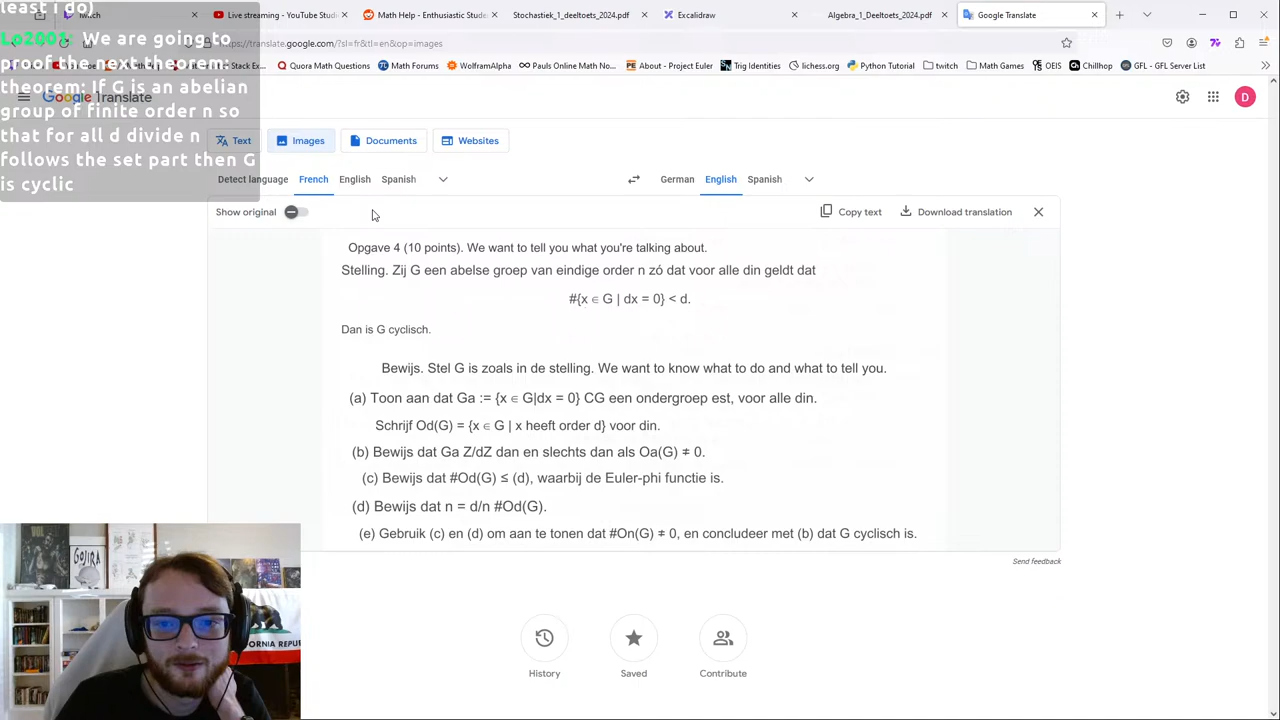 least i do)
Lp2001: We are going to
proof the next theorem:
theorem: If G is an abelian
group of finite order n so
that for all d divide n
follows the set part then G
is cyclic
Live streaming - YouTube Stud
Math Help - Enthusiastic Studen
Stochastiek_1_deeltoets_2024.pdf
Excalidraw
Algebra_1_Deeltoets_2024.pdf
Google Translate
translate.google.com/?sl=fr&tl=en&op=images
Quora Math Questions
Math Forums
WolframAlpha
Pauls Online Math No...
About - Project Euler
Trig Identities
lichess.org
Python Tutorial
twitch
Math Games
OEIS
Chillhop
GFL - GFL Server List
Google Translate
D
Text
Images
Documents
Websites
Detect language
French
English
Spanish
German
English
Spanish
Show original
Copy text
Download translation
Opgave 4 (10 points). We want to tell you what you're talking about.
Stelling. Zij G een abelse groep van eindige order n zó dat voor alle din geldt dat
#{x ∈ G | dx = 0} < d.
Dan is G cyclisch.
Bewijs. Stel G is zoals in de stelling. We want to know what to do and what to tell you.
(a) Toon aan dat Ga := {x ∈ G|dx = 0} CG een ondergroep est, voor alle din.
Schrijf Od(G) = {x ∈ G | x heeft order d} voor din.
(b) Bewijs dat Ga Z/dZ dan en slechts dan als Oa(G) ≠ 0.
(c) Bewijs dat #Od(G) ≤ (d), waarbij de Euler-phi functie is.
(d) Bewijs dat n = d/n #Od(G).
(e) Gebruik (c) en (d) om aan te tonen dat #On(G) ≠ 0, en concludeer met (b) dat G cyclisch is.
Send feedback
History
Saved
Contribute
GOJIRA